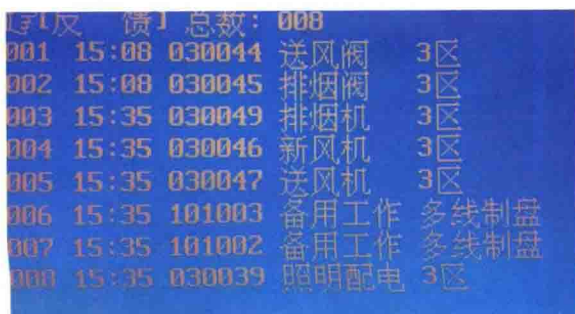 【反 馈】总数: 008
001 15:08 030044 送风阀 3区
002 15:08 030045 排烟阀 3区
003 15:35 030049 排烟机 3区
004 15:35 030046 新风机 3区
005 15:35 030047 送风机 3区
006 15:35 101003 备用工作 多线制盘
007 15:35 101002 备用工作 多线制盘
008 15:35 030039 照明配电 3区